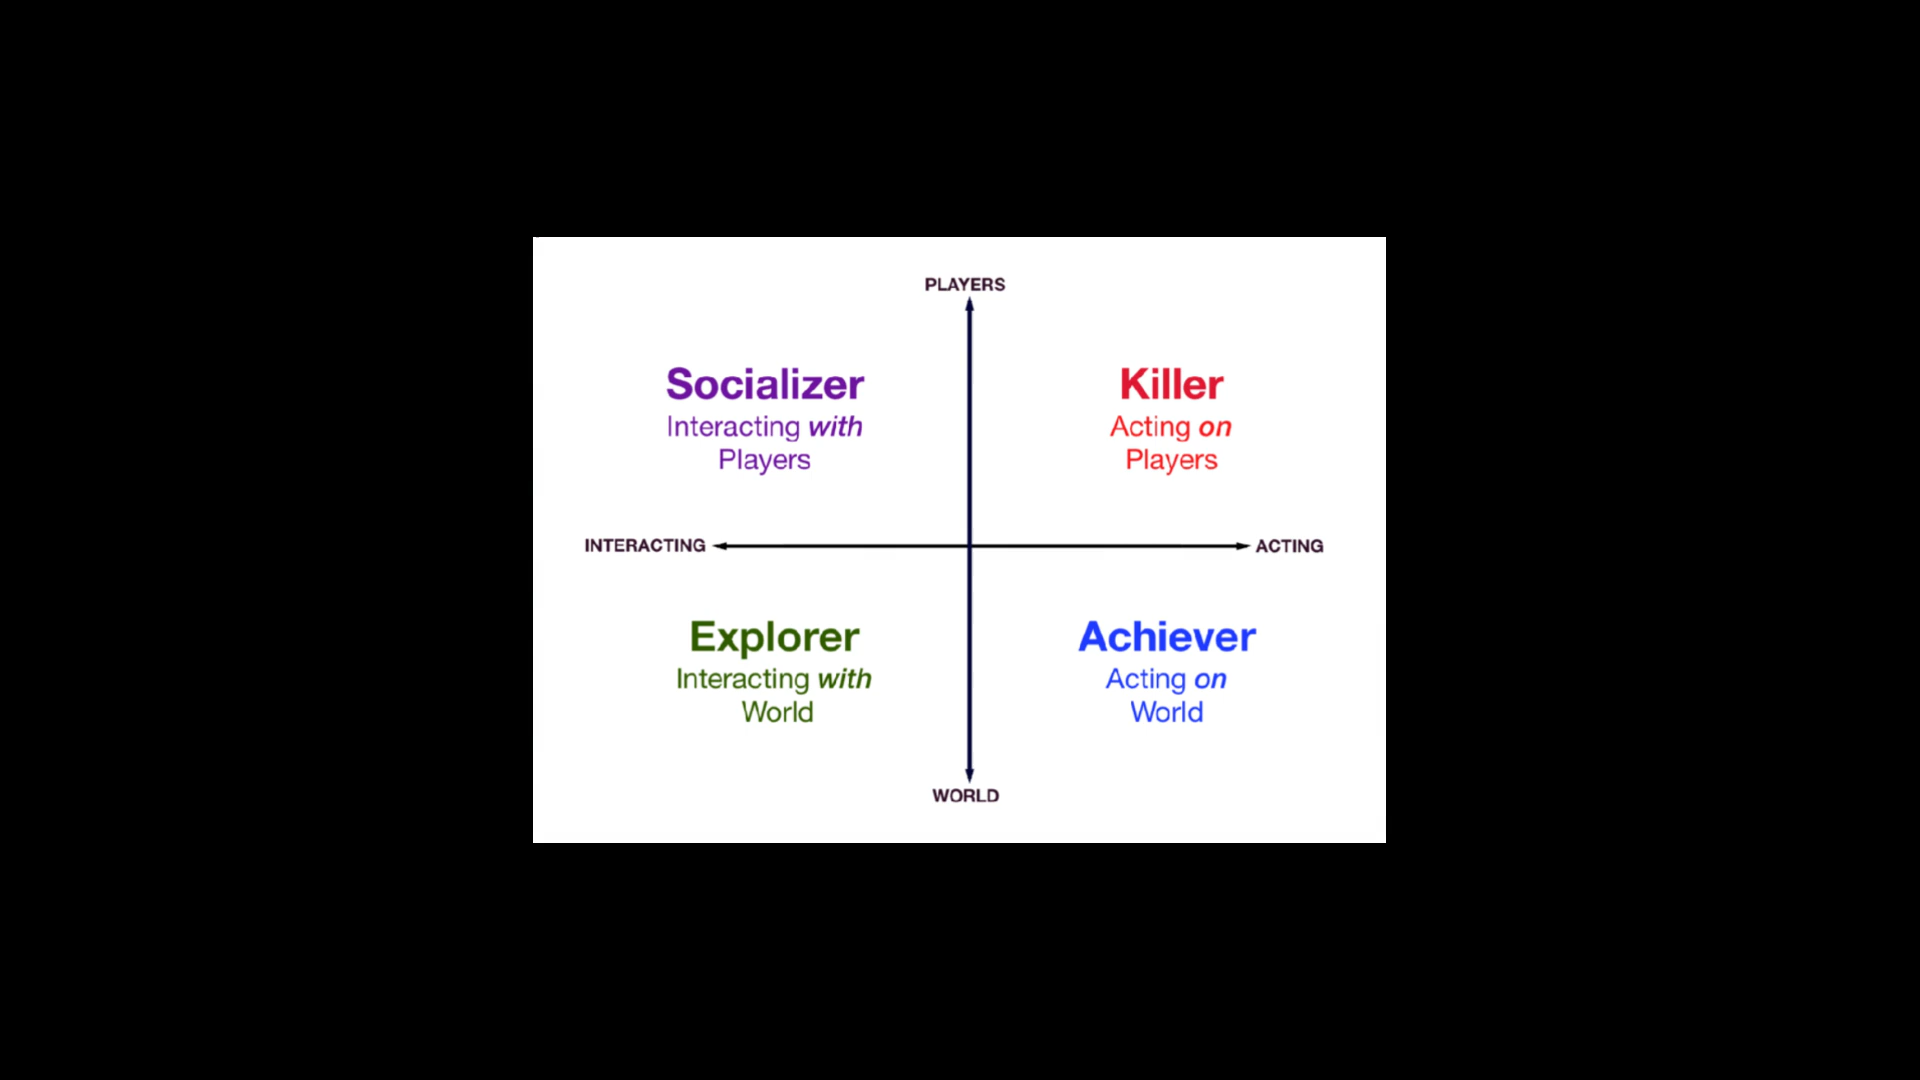 PLAYERS
Socializer
Interacting with
Players
Killer
Acting on
Players
INTERACTING
ACTING
Explorer
Interacting with
World
Achiever
Acting on
World
WORLD